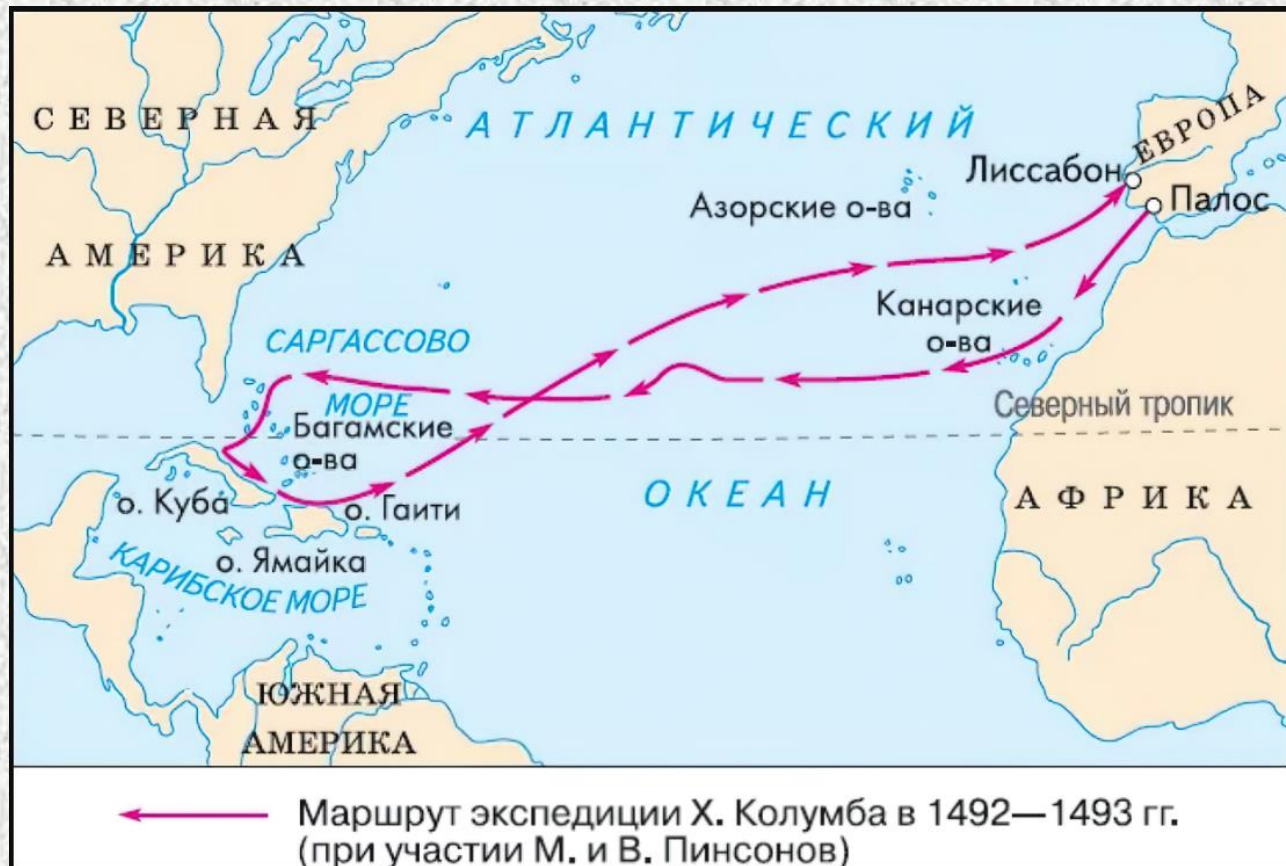 СЕВЕРНАЯ
АМЕРИКА
АТЛАНТИЧЕСКИЙ
ЕВРОПА
Лиссабон
Палос
Азорские о-ва
Канарские
о-ва
САРГАССОВО
МОРЕ
Багамские
о-ва
Северный тропик
ОКЕАН
АФРИКА
о. Куба
о. Гаити
о. Ямайка
КАРИБСКОЕ МОРЕ
ЮЖНАЯ
АМЕРИКА
Маршрут экспедиции Х. Колумба в 1492—1493 гг.
(при участии М. и В. Пинсонов)